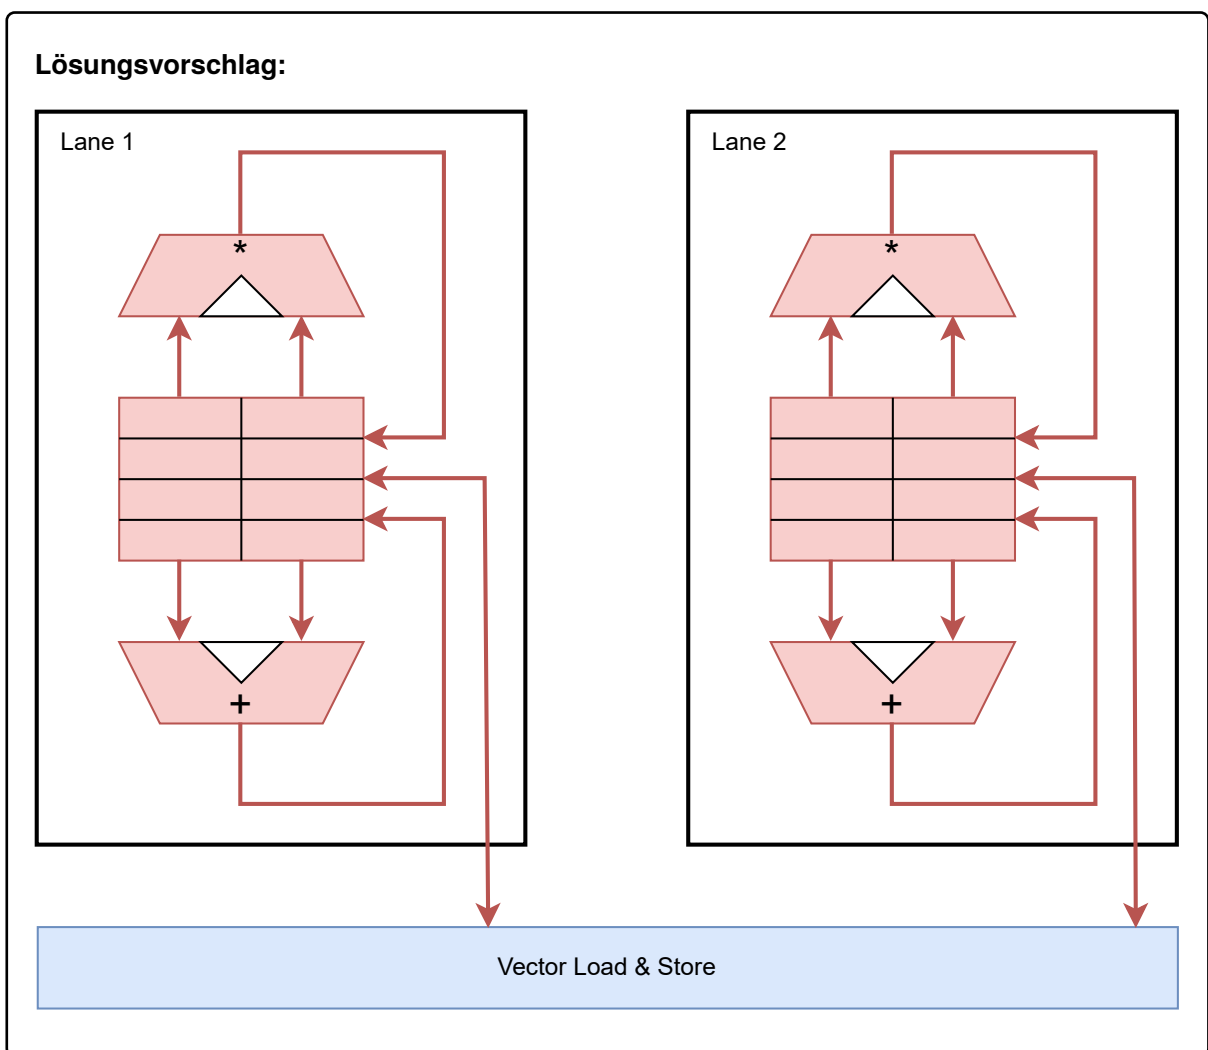 Lösungsvorschlag:
Lane 1
Lane 2
*
*
+
+
Vector Load & Store